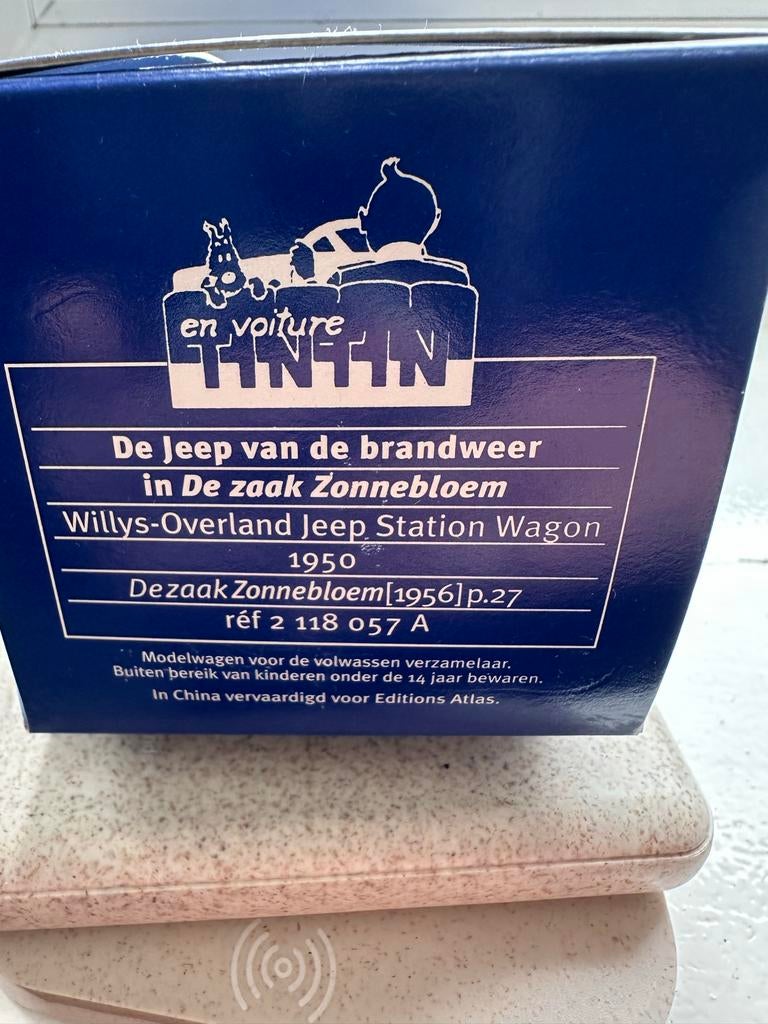 en voiture
TINTIN
De Jeep van de brandweer
in De zaak Zonnebloem
Willys-Overland Jeep Station Wagon
1950
De zaak Zonnebloem [1956] p.27
réf 2 118 057 A
Modelwagen voor de volwassen verzamelaar.
Buiten bereik van kinderen onder de 14 jaar bewaren.
In China vervaardigd voor Editions Atlas.